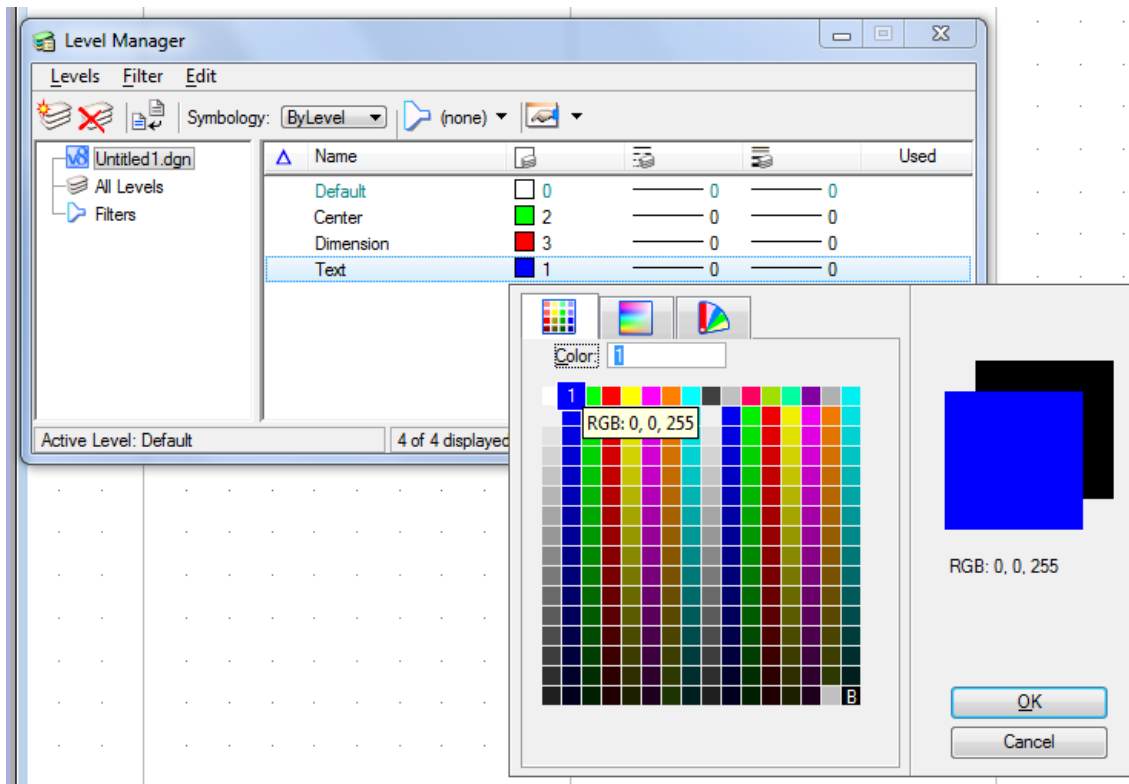 Level Manager
Levels Filter Edit
Symbology: ByLevel (none)
v8 Untitled1.dgn
All Levels
Filters
Name Used
Default 0 0 0
Center 2 0 0
Dimension 3 0 0
Text 1 0 0
Active Level: Default 4 of 4 displayed
Color: 1
1
RGB: 0, 0, 255
B
RGB: 0, 0, 255
OK
Cancel